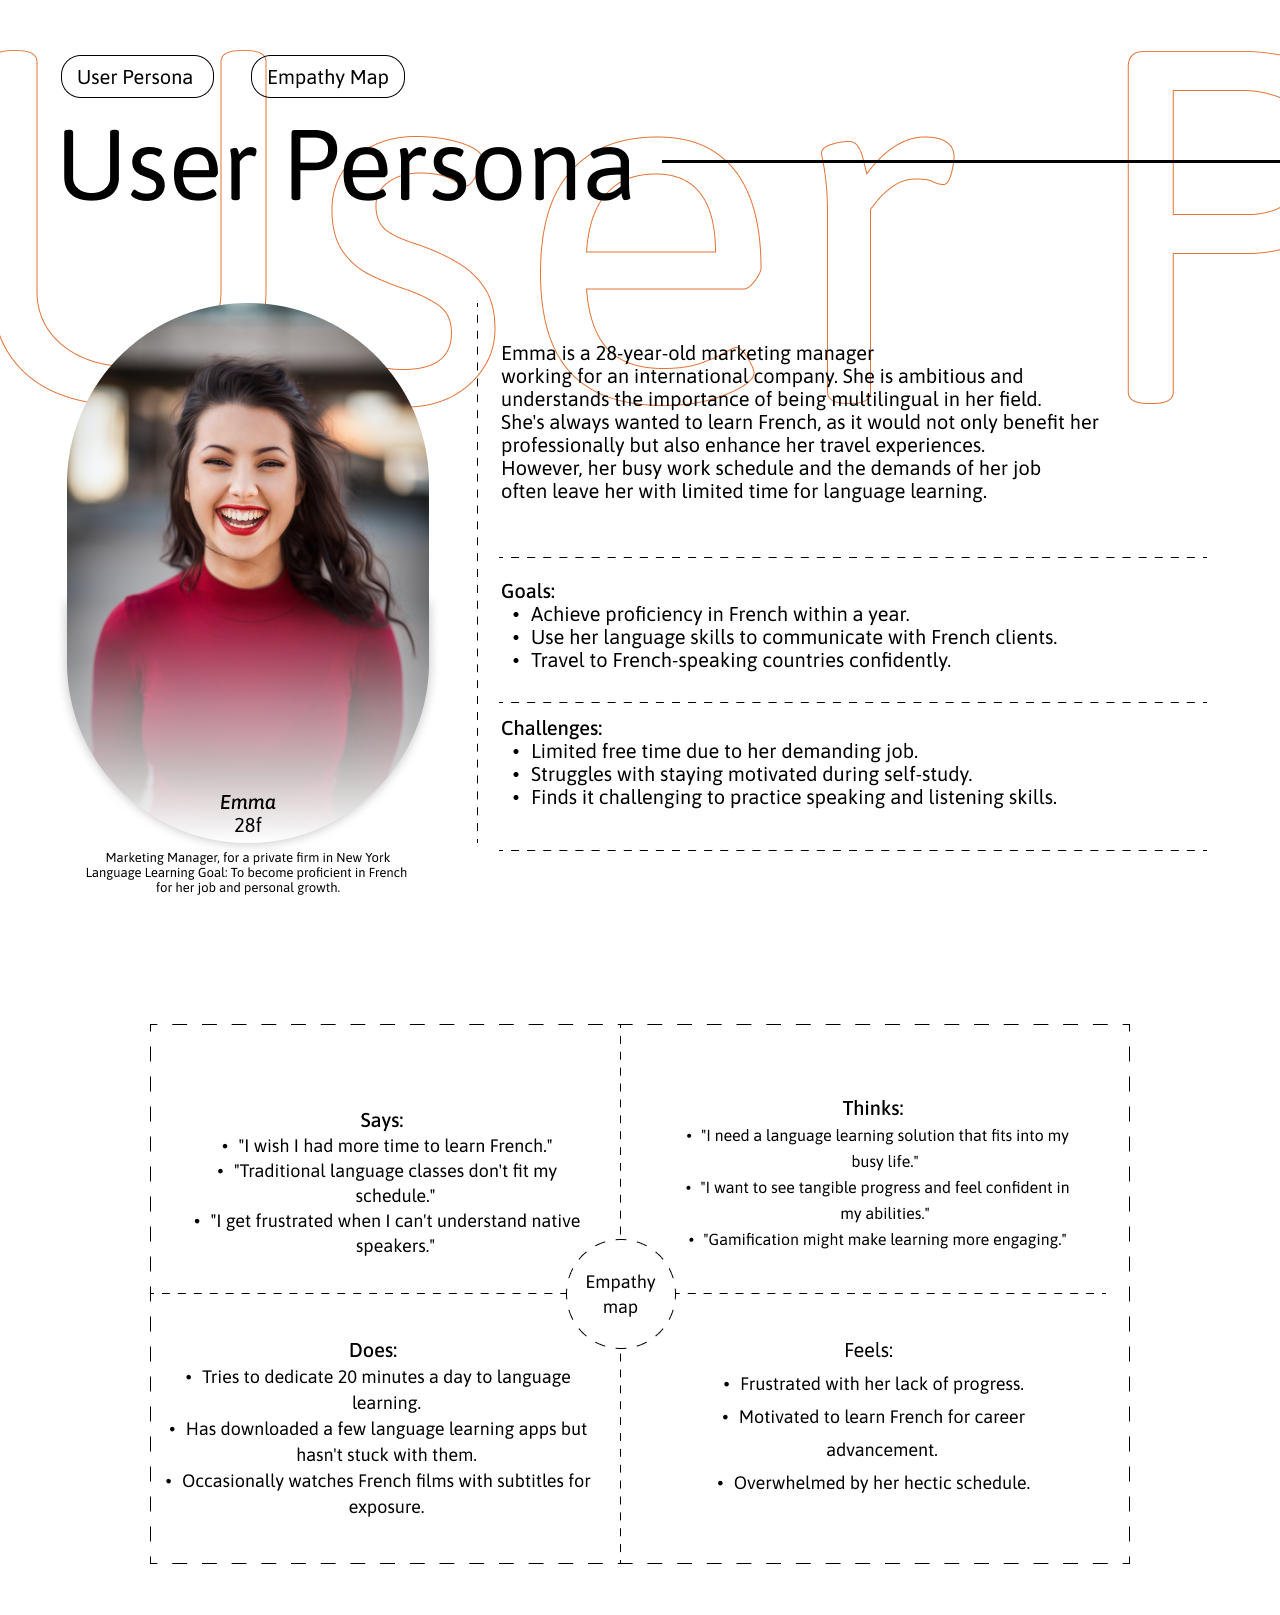 User Persona
Empathy Map
User Persona
User P
Emma is a 28-year-old marketing manager
working for an international company. She is ambitious and
understands the importance of being multilingual in her field.
She's always wanted to learn French, as it would not only benefit her
professionally but also enhance her travel experiences.
However, her busy work schedule and the demands of her job
often leave her with limited time for language learning.
Goals:
• Achieve proficiency in French within a year.
• Use her language skills to communicate with French clients.
• Travel to French-speaking countries confidently.
Challenges:
• Limited free time due to her demanding job.
• Struggles with staying motivated during self-study.
• Finds it challenging to practice speaking and listening skills.
Emma
28f
Marketing Manager, for a private firm in New York
Language Learning Goal: To become proficient in French
for her job and personal growth.
Says:
• "I wish I had more time to learn French."
• "Traditional language classes don't fit my
schedule."
• "I get frustrated when I can't understand native
speakers."
Thinks:
• "I need a language learning solution that fits into my
busy life."
• "I want to see tangible progress and feel confident in
my abilities."
• "Gamification might make learning more engaging."
Empathy
map
Does:
• Tries to dedicate 20 minutes a day to language
learning.
• Has downloaded a few language learning apps but
hasn't stuck with them.
• Occasionally watches French films with subtitles for
exposure.
Feels:
• Frustrated with her lack of progress.
• Motivated to learn French for career
advancement.
• Overwhelmed by her hectic schedule.